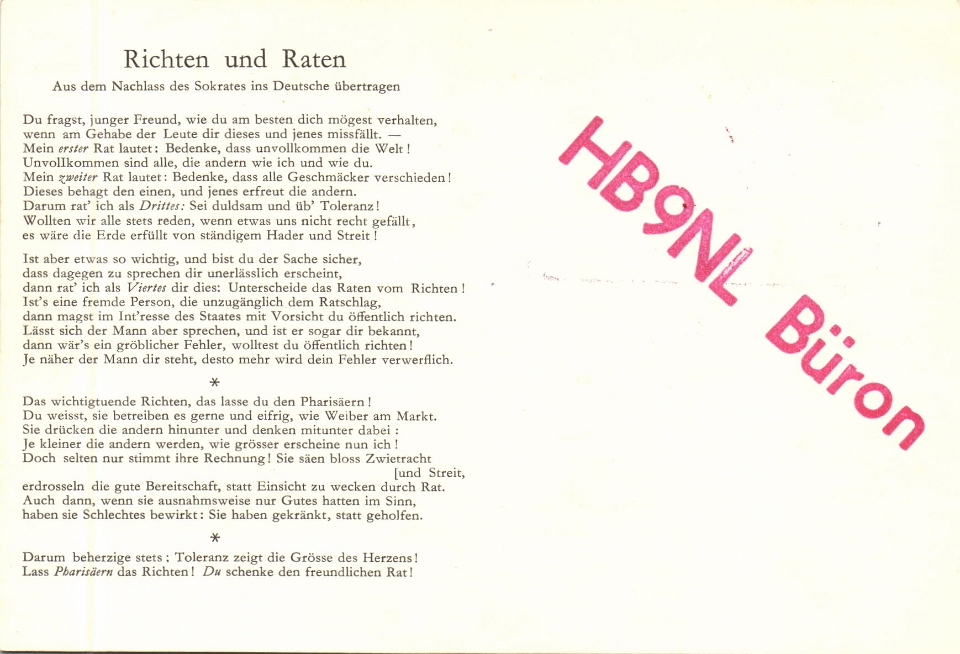 Richten und Raten
Aus dem Nachlass des Sokrates ins Deutsche übertragen
Du fragst, junger Freund, wie du am besten dich mögest verhalten,
wenn am Gehabe der Leute dir dieses und jenes missfällt. —
Mein erster Rat lautet: Bedenke, dass unvollkommen die Welt!
Unvollkommen sind alle, die andern wie ich und wie du.
Mein zweiter Rat lautet: Bedenke, dass alle Geschmäcker verschieden!
Dieses behagt den einen, und jenes erfreut die andern.
Darum rat' ich als Drittes: Sei duldsam und üb' Toleranz!
Wollten wir alle stets reden, wenn etwas uns nicht recht gefällt,
es wäre die Erde erfüllt von ständigem Hader und Streit!
Ist aber etwas so wichtig, und bist du der Sache sicher,
dass dagegen zu sprechen dir unerlässlich erscheint,
dann rat' ich als Viertes dir dies: Unterscheide das Raten vom Richten!
Ist's eine fremde Person, die unzugänglich dem Ratschlag,
dann magst im Int'resse des Staates mit Vorsicht du öffentlich richten.
Lässt sich der Mann aber sprechen, und ist er sogar dir bekannt,
dann wär's ein gröblicher Fehler, wolltest du öffentlich richten!
Je näher der Mann dir steht, desto mehr wird dein Fehler verwerflich.
*
Das wichtigtuende Richten, das lasse du den Pharisäern!
Du weisst, sie betreiben es gerne und eifrig, wie Weiber am Markt.
Sie drücken die andern hinunter und denken mitunter dabei:
Je kleiner die andern werden, wie grösser erscheine nun ich!
Doch selten nur stimmt ihre Rechnung! Sie säen bloss Zwietracht
[und Streit,
erdrosseln die gute Bereitschaft, statt Einsicht zu wecken durch Rat.
Auch dann, wenn sie ausnahmsweise nur Gutes hatten im Sinn,
haben sie Schlechtes bewirkt: Sie haben gekränkt, statt geholfen.
*
Darum beherzige stets: Toleranz zeigt die Grösse des Herzens!
Lass Pharisäern das Richten! Du schenke den freundlichen Rat!
HB9NL Büron